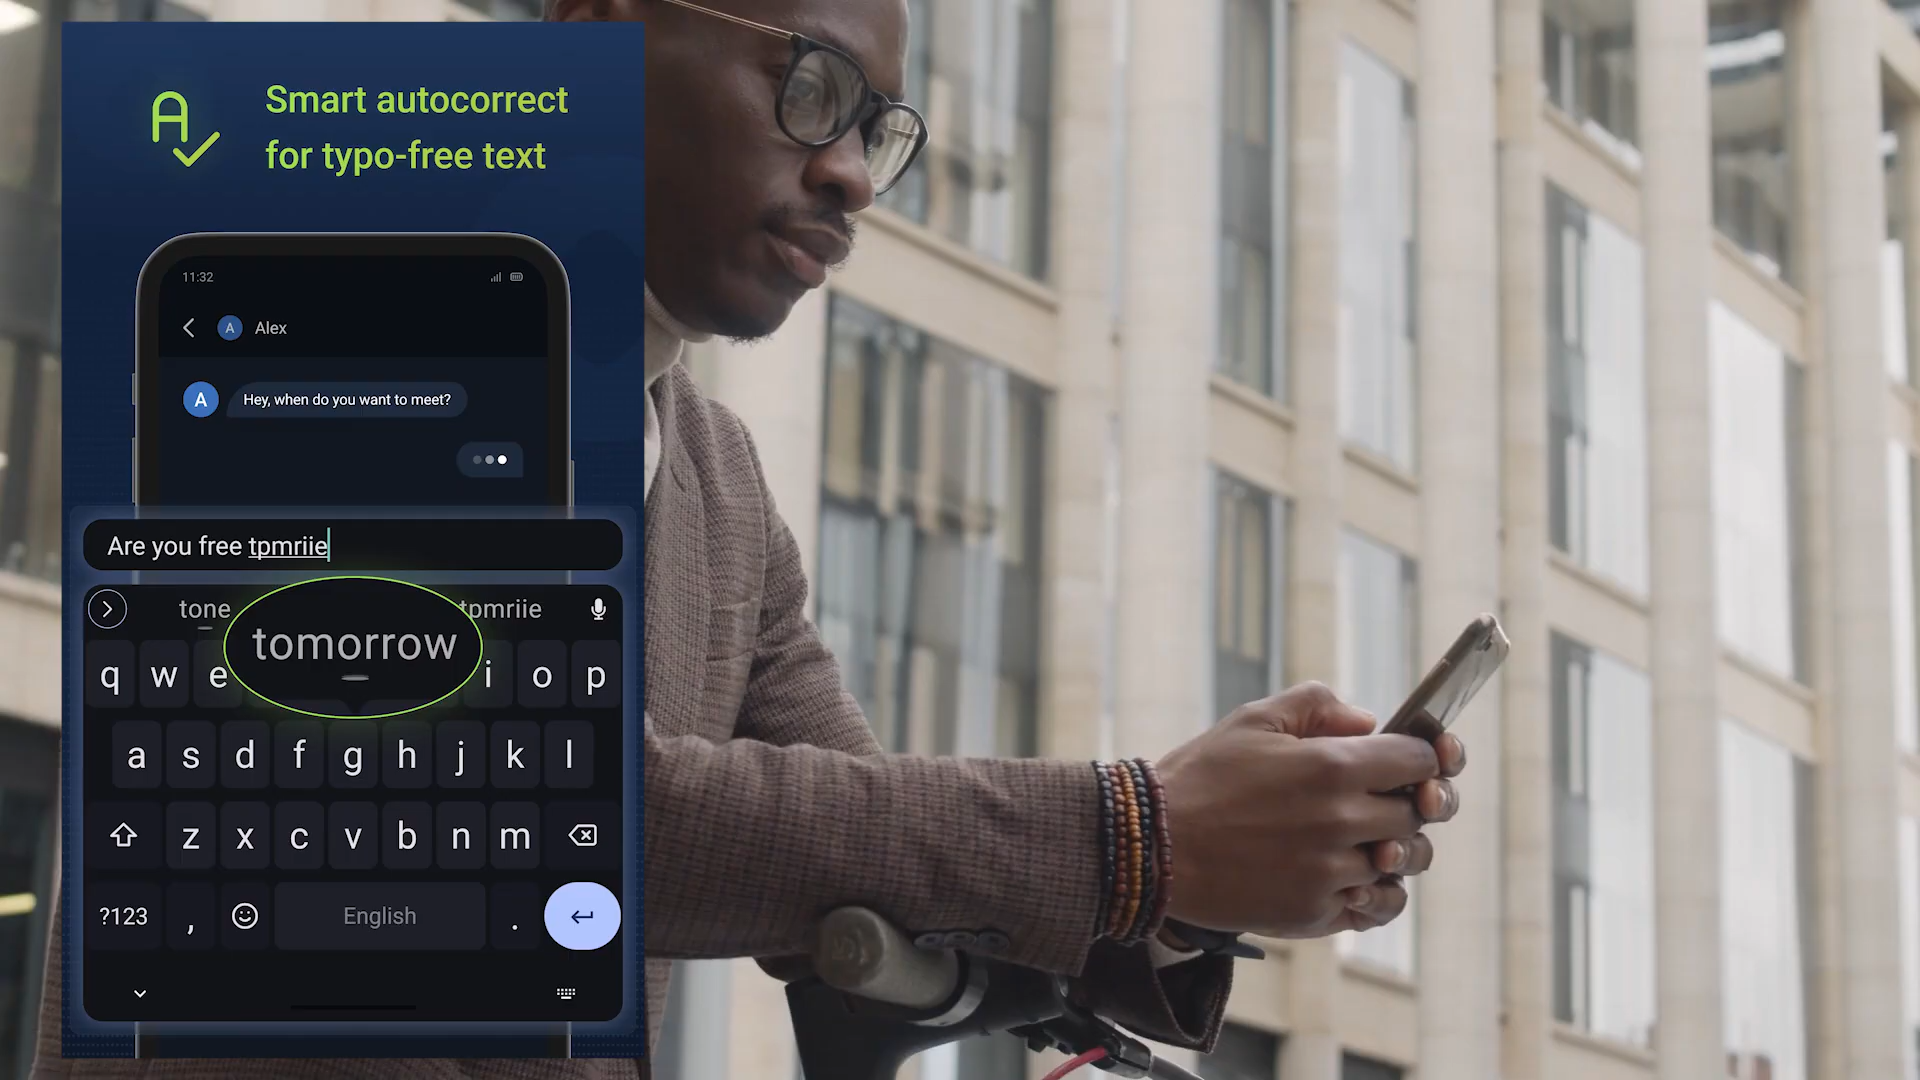 Smart autocorrect
for typo-free text
11:32
A Alex
A Hey, when do you want to meet?
Are you free tpmriie
tone tomorrow tpmriie
q w e i o p
a s d f g h j k l
z x c v b n m
?123 , English .